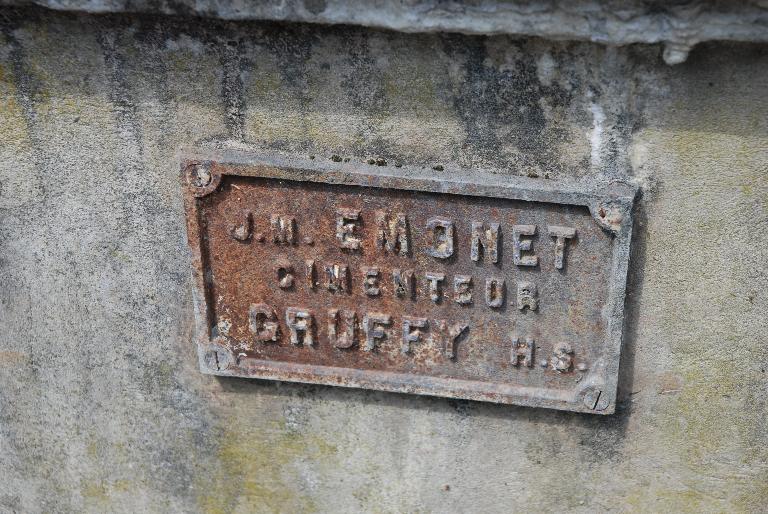 J.M. EMONET
CIMENTEUR
GRUFFY H.S.